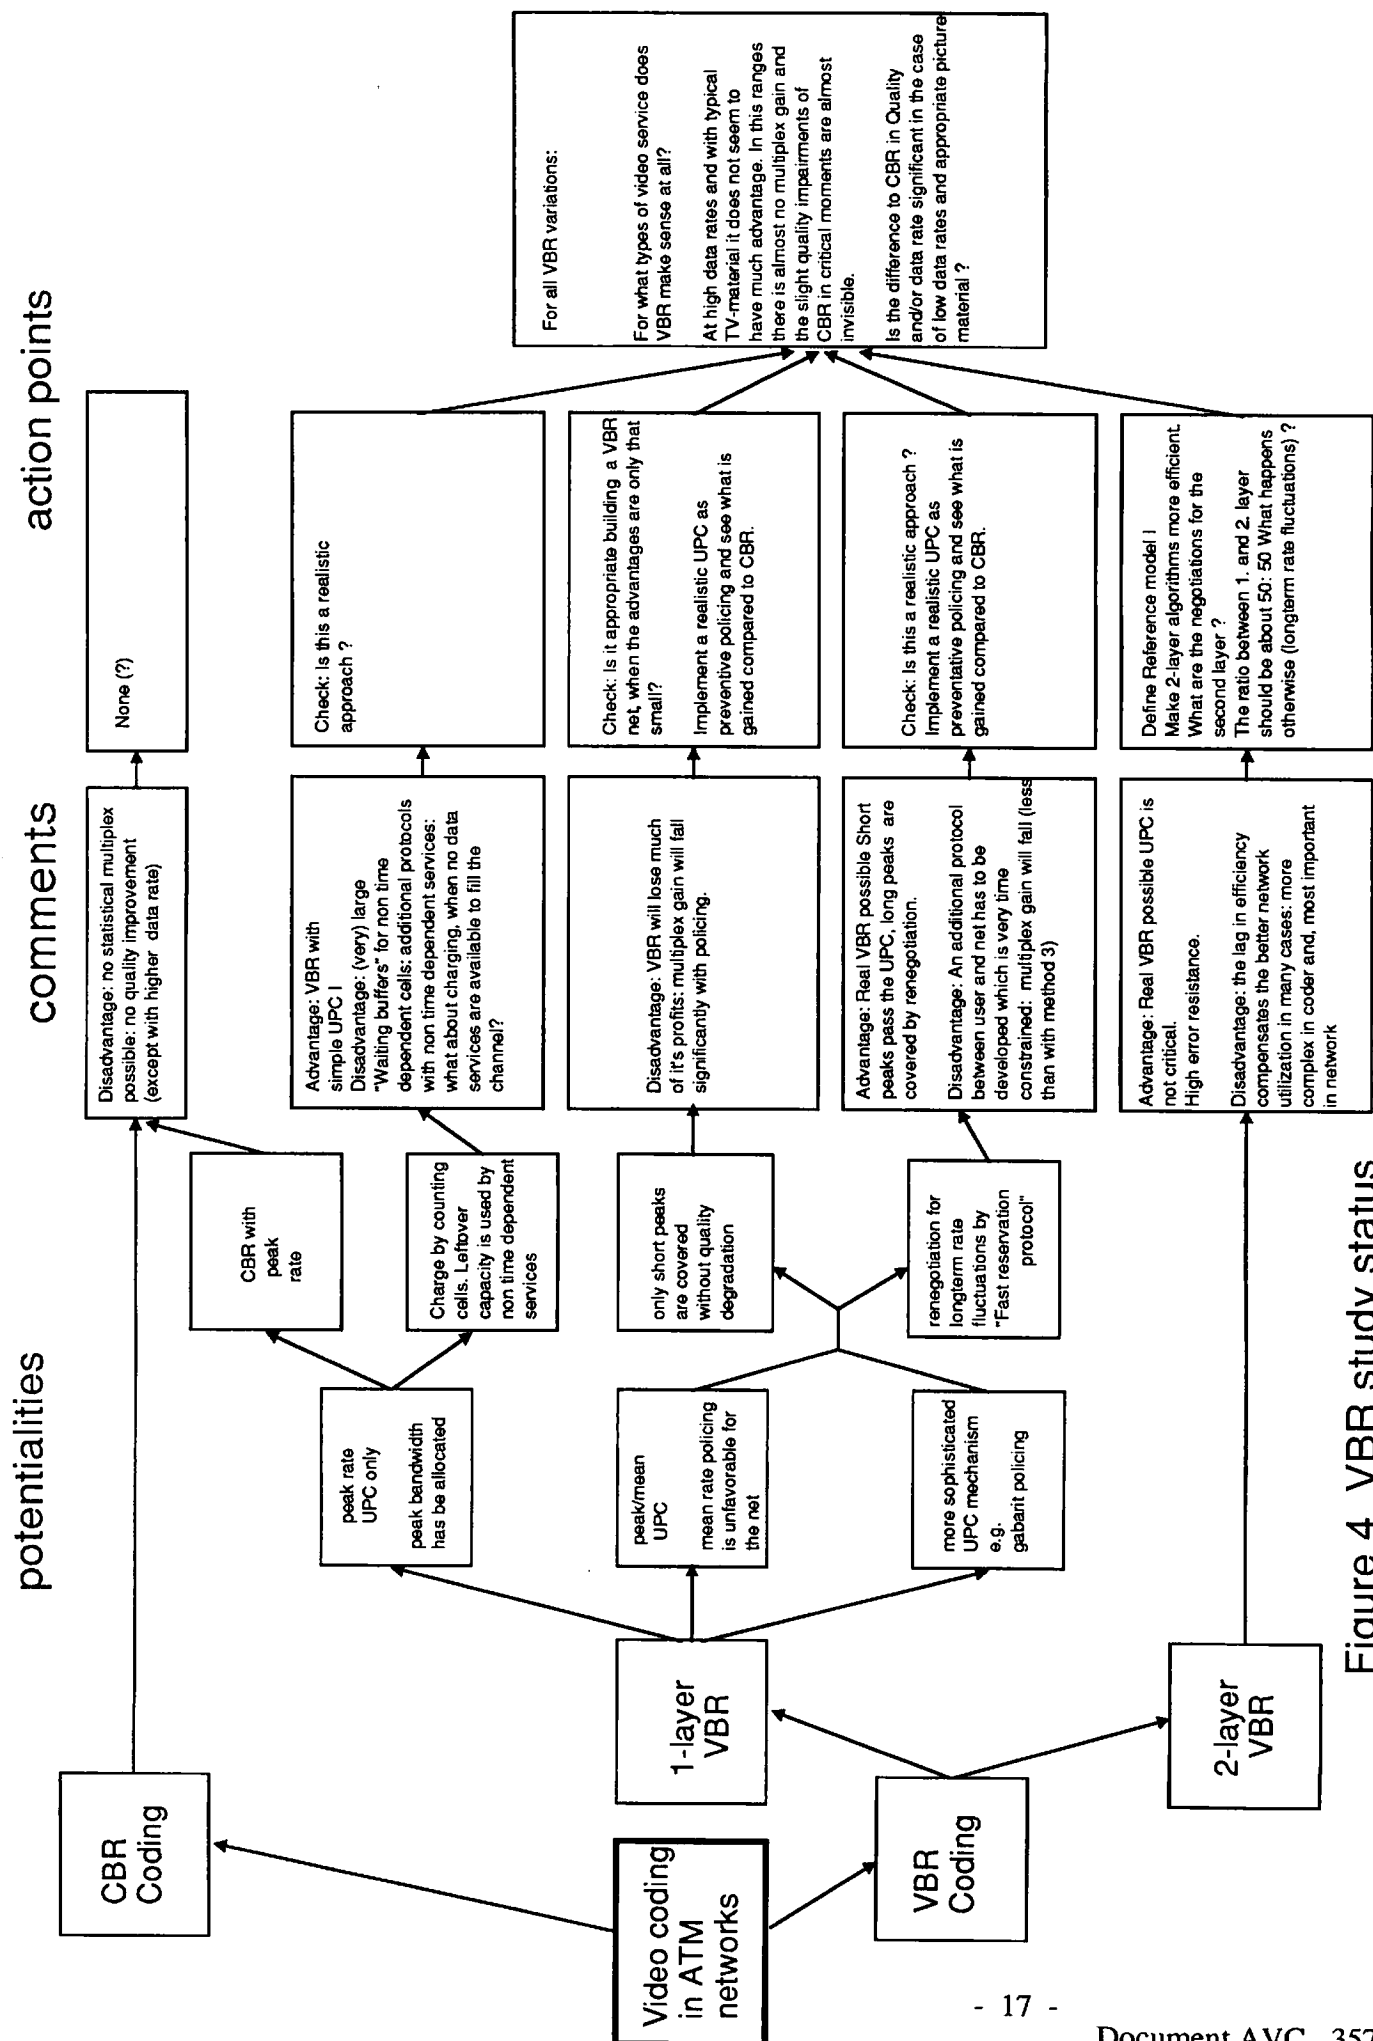 potentialities
comments
action points
Video coding
in ATM
networks
CBR
Coding
VBR
Coding
1-layer
VBR
2-layer
VBR
peak rate
UPC only
peak bandwidth
has be allocated
peak/mean
UPC
mean rate policing
is unfavorable for
the net
more sophisticated
UPC mechanism
e.g.
gabarit policing
CBR with
peak
rate
Charge by counting
cells. Leftover
capacity is used by
non time dependent
services
only short peaks
are covered
without quality
degradation
renegotiation for
longterm rate
fluctuations by
"Fast reservation
protocol"
Disadvantage: no statistical multiplex
possible: no quality improvement
(except with higher data rate)
Advantage: VBR with
simple UPC !
Disadvantage: (very) large
"Waiting buffers" for non time
dependent cells: additional protocols
with non time dependent services:
what about charging, when no data
services are available to fill the
channel?
Disadvantage: VBR will lose much
of it's profits: multiplex gain will fall
significantly with policing.
Advantage: Real VBR possible Short
peaks pass the UPC, long peaks are
covered by renegotiation.
Disadvantage: An additional protocol
between user and net has to be
developed which is very time
constrained: multiplex gain will fall (less
than with method 3)
Advantage: Real VBR possible UPC is
not critical.
High error resistance.
Disadvantage: the lag in efficiency
compensates the better network
utilization in many cases: more
complex in coder and, most important
in network
None (?)
Check: Is this a realistic
approach ?
Check: Is it appropriate building a VBR
net, when the advantages are only that
small?
Implement a realistic UPC as
preventive policing and see what is
gained compared to CBR.
Check: Is this a realistic approach ?
Implement a realistic UPC as
preventative policing and see what is
gained compared to CBR.
Define Reference model !
Make 2-layer algorithms more efficient.
What are the negotiations for the
second layer ?
The ratio between 1. and 2. layer
should be about 50: 50 What happens
otherwise (longterm rate fluctuations) ?
For all VBR variations:
For what types of video service does
VBR make sense at all?
At high data rates and with typical
TV-material it does not seem to
have much advantage. In this ranges
there is almost no multiplex gain and
the slight quality impairments of
CBR in critical moments are almost
invisible.
Is the difference to CBR in Quality
and/or data rate significant in the case
of low data rates and appropriate picture
material ?
Figure 4 VBR study status
- 17 -
Document AVC 357